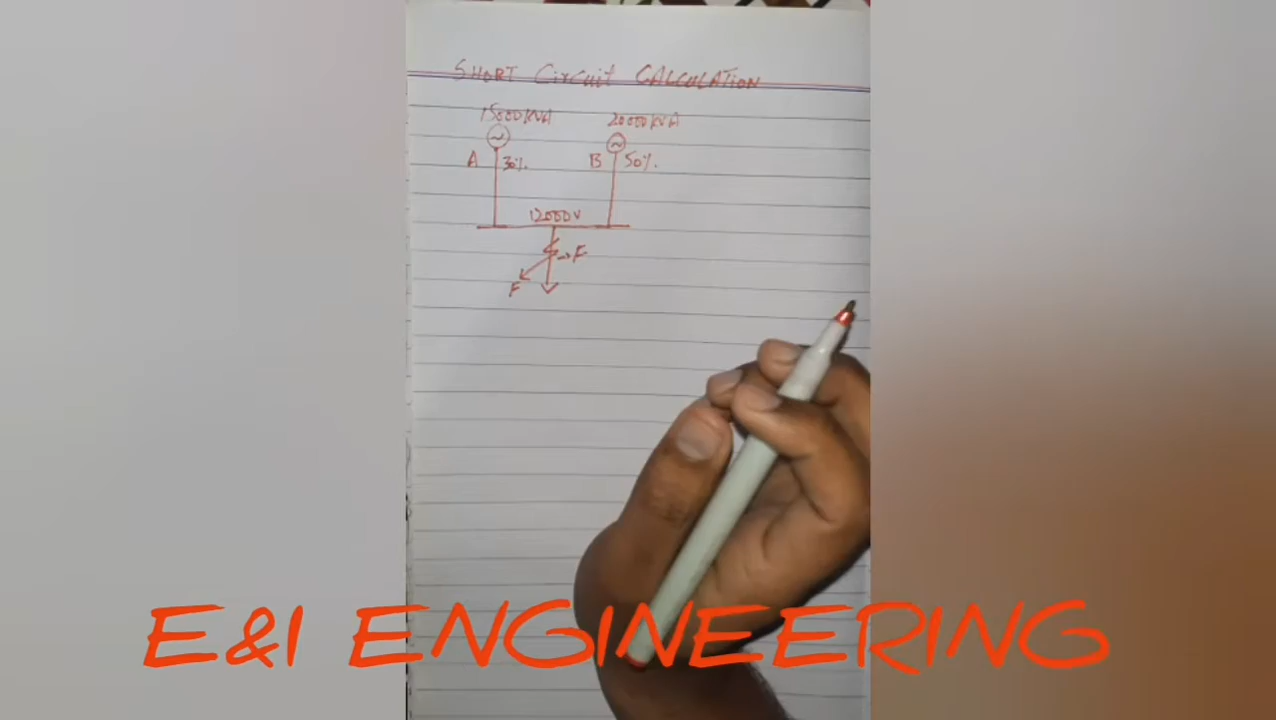 SHORT Circuit CALCULATION
15000KVA 20000KVA
A 30%. B 50%.
12000V
→F
F
E&I ENGINEERING